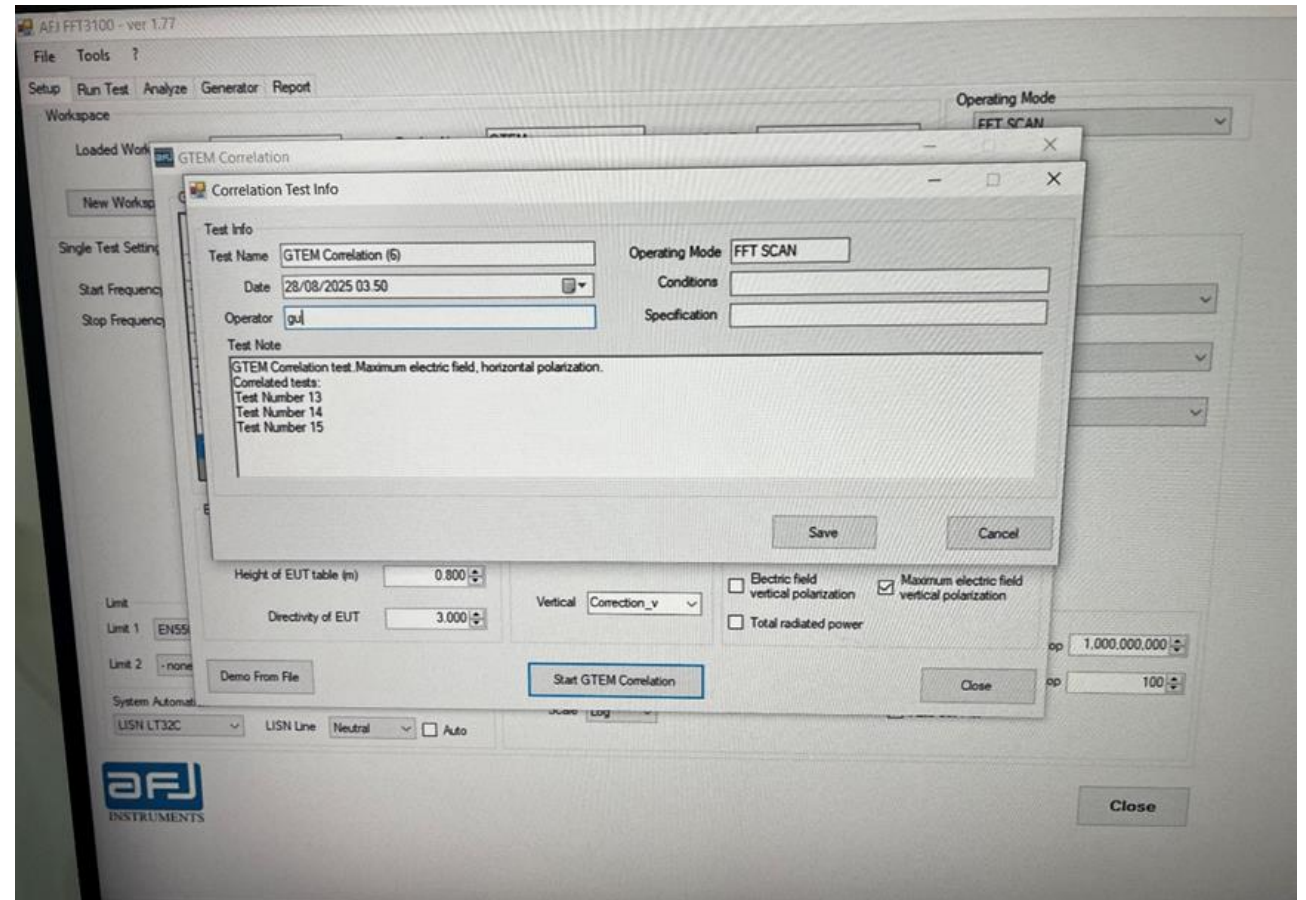 AFJ FFT3100 - ver 1.77
File Tools ?
Setup Run Test Analyze Generator Report
Workspace
Operating Mode
FFT SCAN
Loaded Work
GTEM Correlation
New Worksp
Correlation Test Info
Test Info
Test Name GTEM Correlation (6)
Operating Mode FFT SCAN
Date 28/08/2025 03.50
Conditions
Operator gu
Specification
Test Note
GTEM Correlation test.Maximum electric field, horizontal polarization.
Correlated tests:
Test Number 13
Test Number 14
Test Number 15
Save Cancel
Single Test Setting
Start Frequency
Stop Frequency
Height of EUT table (m) 0.800
Directivity of EUT 3.000
Vertical Correction_v
Electric field
vertical polarization
Maximum electric field
vertical polarization
Total radiated power
Demo From File Start GTEM Correlation Close
Limit
Limit 1 EN55
Limit 2 - none
op 1,000,000,000
op 100
System Automat
LISN LT32C LISN Line Neutral Auto
Scale Log
afj
INSTRUMENTS
Close